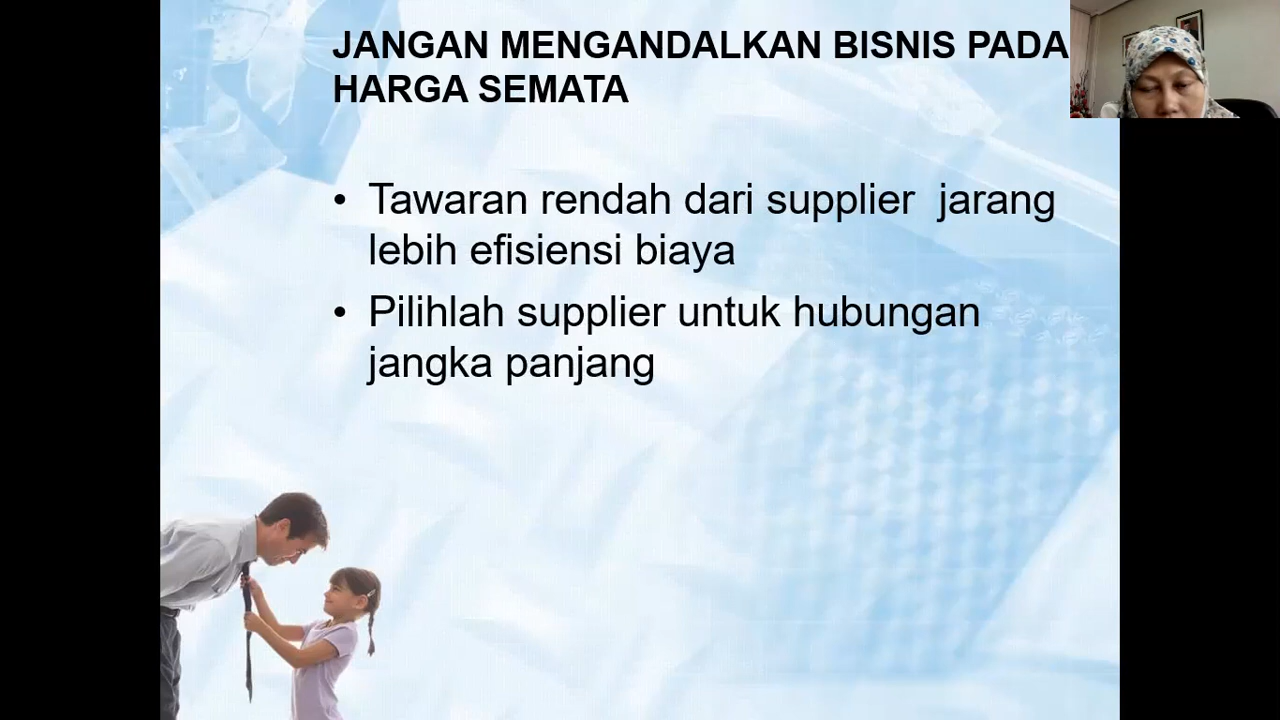 JANGAN MENGANDALKAN BISNIS PADA
HARGA SEMATA
• Tawaran rendah dari supplier  jarang
lebih efisiensi biaya
• Pilihlah supplier untuk hubungan
jangka panjang